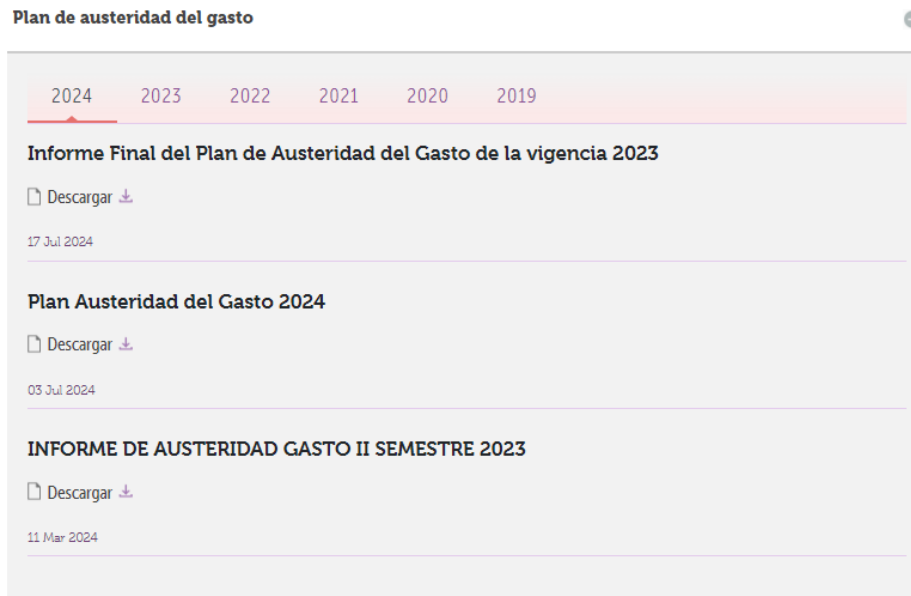 Plan de austeridad del gasto
2024 2023 2022 2021 2020 2019
Informe Final del Plan de Austeridad del Gasto de la vigencia 2023
Descargar
17 Jul 2024
Plan Austeridad del Gasto 2024
Descargar
03 Jul 2024
INFORME DE AUSTERIDAD GASTO II SEMESTRE 2023
Descargar
11 Mar 2024